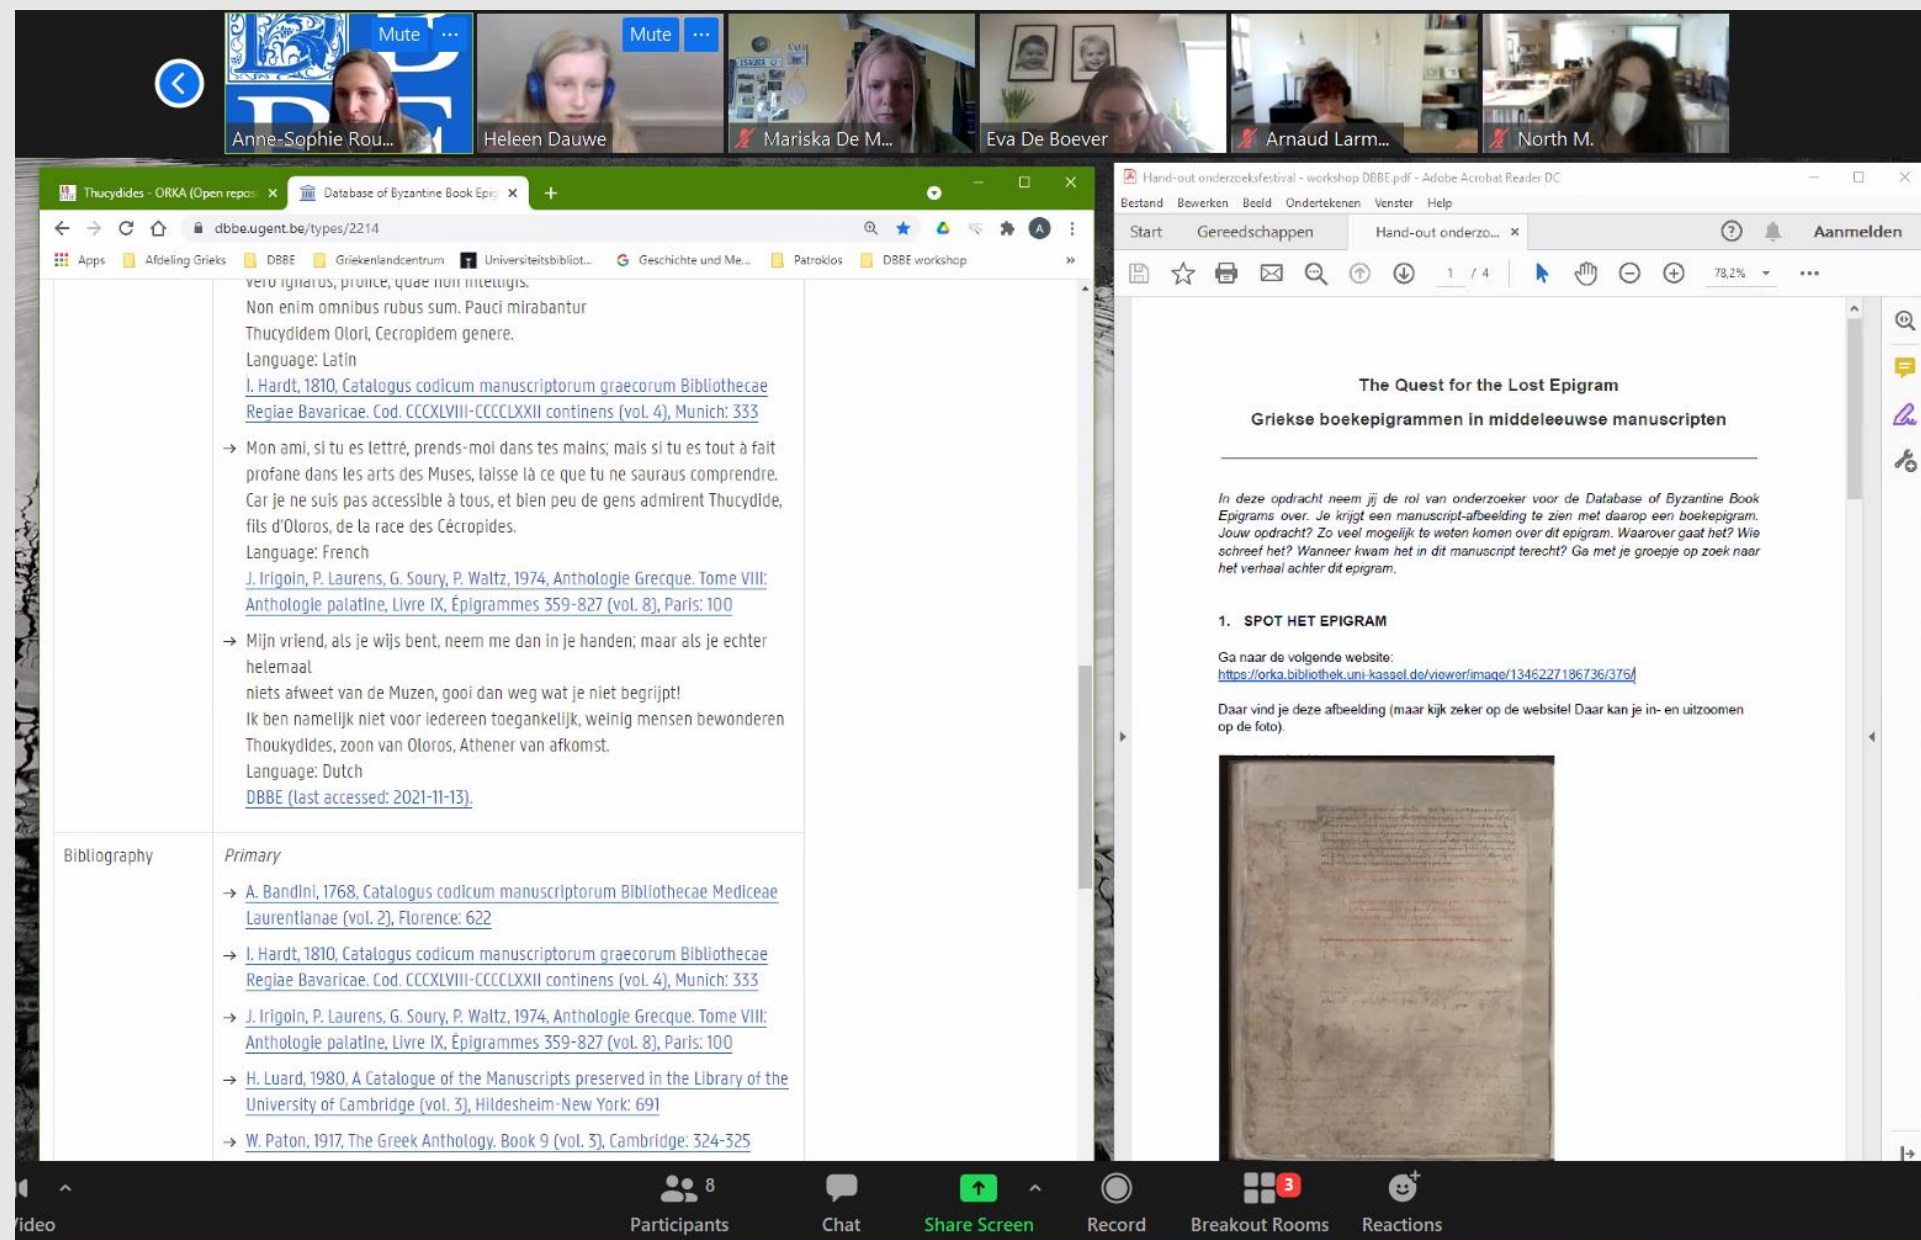 Mute ...
Mute ...
Anne-Sophie Rou...
Heleen Dauwe
Mariska De M...
Eva De Boever
Arnaud Larm...
North M.
Thucydides - ORKA (Open repos
Database of Byzantine Book Epig
dbbe.ugent.be/types/2214
A
Apps
Afdeling Grieks
DBBE
Griekenlandcentrum
Universiteitsbibliot...
Geschichte und Me...
Patroklos
DBBE workshop
»
vero ignarus, proiice, quae non intelligis.
Non enim omnibus rubus sum. Pauci mirabantur
Thucydidem Olori, Cecropidem genere.
Language: Latin
I. Hardt, 1810, Catalogus codicum manuscriptorum graecorum Bibliothecae
Regiae Bavaricae. Cod. CCCXLVIII-CCCCLXXII continens (vol. 4), Munich: 333
→ Mon ami, si tu es lettré, prends-moi dans tes mains; mais si tu es tout à fait
profane dans les arts des Muses, laisse là ce que tu ne sauraus comprendre.
Car je ne suis pas accessible à tous, et bien peu de gens admirent Thucydide,
fils d'Oloros, de la race des Cécropides.
Language: French
J. Irigoin, P. Laurens, G. Soury, P. Waltz, 1974, Anthologie Grecque. Tome VIII:
Anthologie palatine, Livre IX, Épigrammes 359-827 (vol. 8), Paris: 100
→ Mijn vriend, als je wijs bent, neem me dan in je handen; maar als je echter
helemaal
niets afweet van de Muzen, gooi dan weg wat je niet begrijpt!
Ik ben namelijk niet voor iedereen toegankelijk, weinig mensen bewonderen
Thoukydides, zoon van Oloros, Athener van afkomst.
Language: Dutch
DBBE (last accessed: 2021-11-13).
Bibliography
Primary
→ A. Bandini, 1768, Catalogus codicum manuscriptorum Bibliothecae Mediceae
Laurentianae (vol. 2), Florence: 622
→ I. Hardt, 1810, Catalogus codicum manuscriptorum graecorum Bibliothecae
Regiae Bavaricae. Cod. CCCXLVIII-CCCCLXXII continens (vol. 4), Munich: 333
→ J. Irigoin, P. Laurens, G. Soury, P. Waltz, 1974, Anthologie Grecque. Tome VIII:
Anthologie palatine, Livre IX, Épigrammes 359-827 (vol. 8), Paris: 100
→ H. Luard, 1980, A Catalogue of the Manuscripts preserved in the Library of the
University of Cambridge (vol. 3), Hildesheim-New York: 691
→ W. Paton, 1917, The Greek Anthology. Book 9 (vol. 3), Cambridge: 324-325
Hand-out onderzoeksfestival - workshop DBBE.pdf - Adobe Acrobat Reader DC
Bestand Bewerken Beeld Ondertekenen Venster Help
Start Gereedschappen Hand-out onderzo... Aanmelden
1 / 4 78,2%
The Quest for the Lost Epigram
Griekse boekepigrammen in middeleeuwse manuscripten
In deze opdracht neem jij de rol van onderzoeker voor de Database of Byzantine Book
Epigrams over. Je krijgt een manuscript-afbeelding te zien met daarop een boekepigram.
Jouw opdracht? Zo veel mogelijk te weten komen over dit epigram. Waarover gaat het? Wie
schreef het? Wanneer kwam het in dit manuscript terecht? Ga met je groepje op zoek naar
het verhaal achter dit epigram.
1. SPOT HET EPIGRAM
Ga naar de volgende website:
https://orka.bibliothek.uni-kassel.de/viewer/image/1346227186736/376/
Daar vind je deze afbeelding (maar kijk zeker op de website! Daar kan je in- en uitzoomen
op de foto).
Video
8
Participants
Chat
Share Screen
Record
3
Breakout Rooms
Reactions